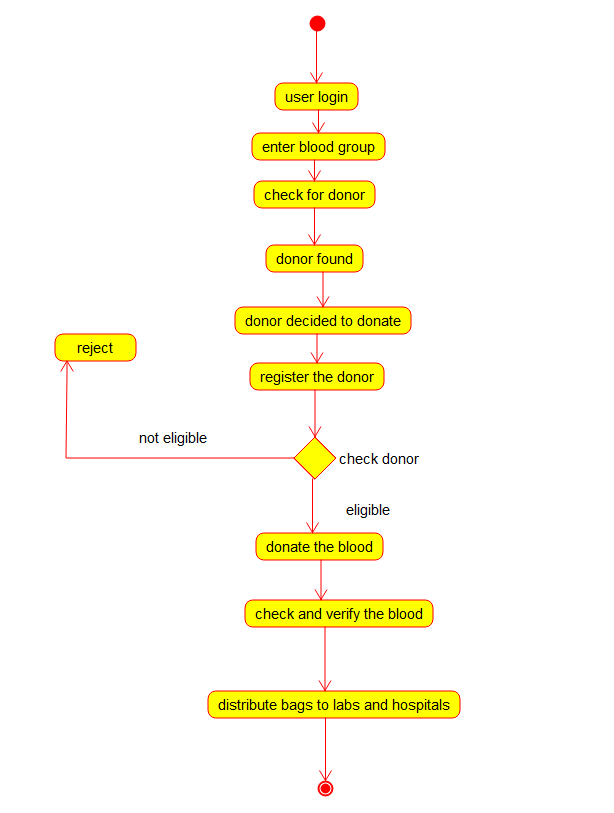 user login
enter blood group
check for donor
donor found
donor decided to donate
reject
register the donor
not eligible
check donor
eligible
donate the blood
check and verify the blood
distribute bags to labs and hospitals